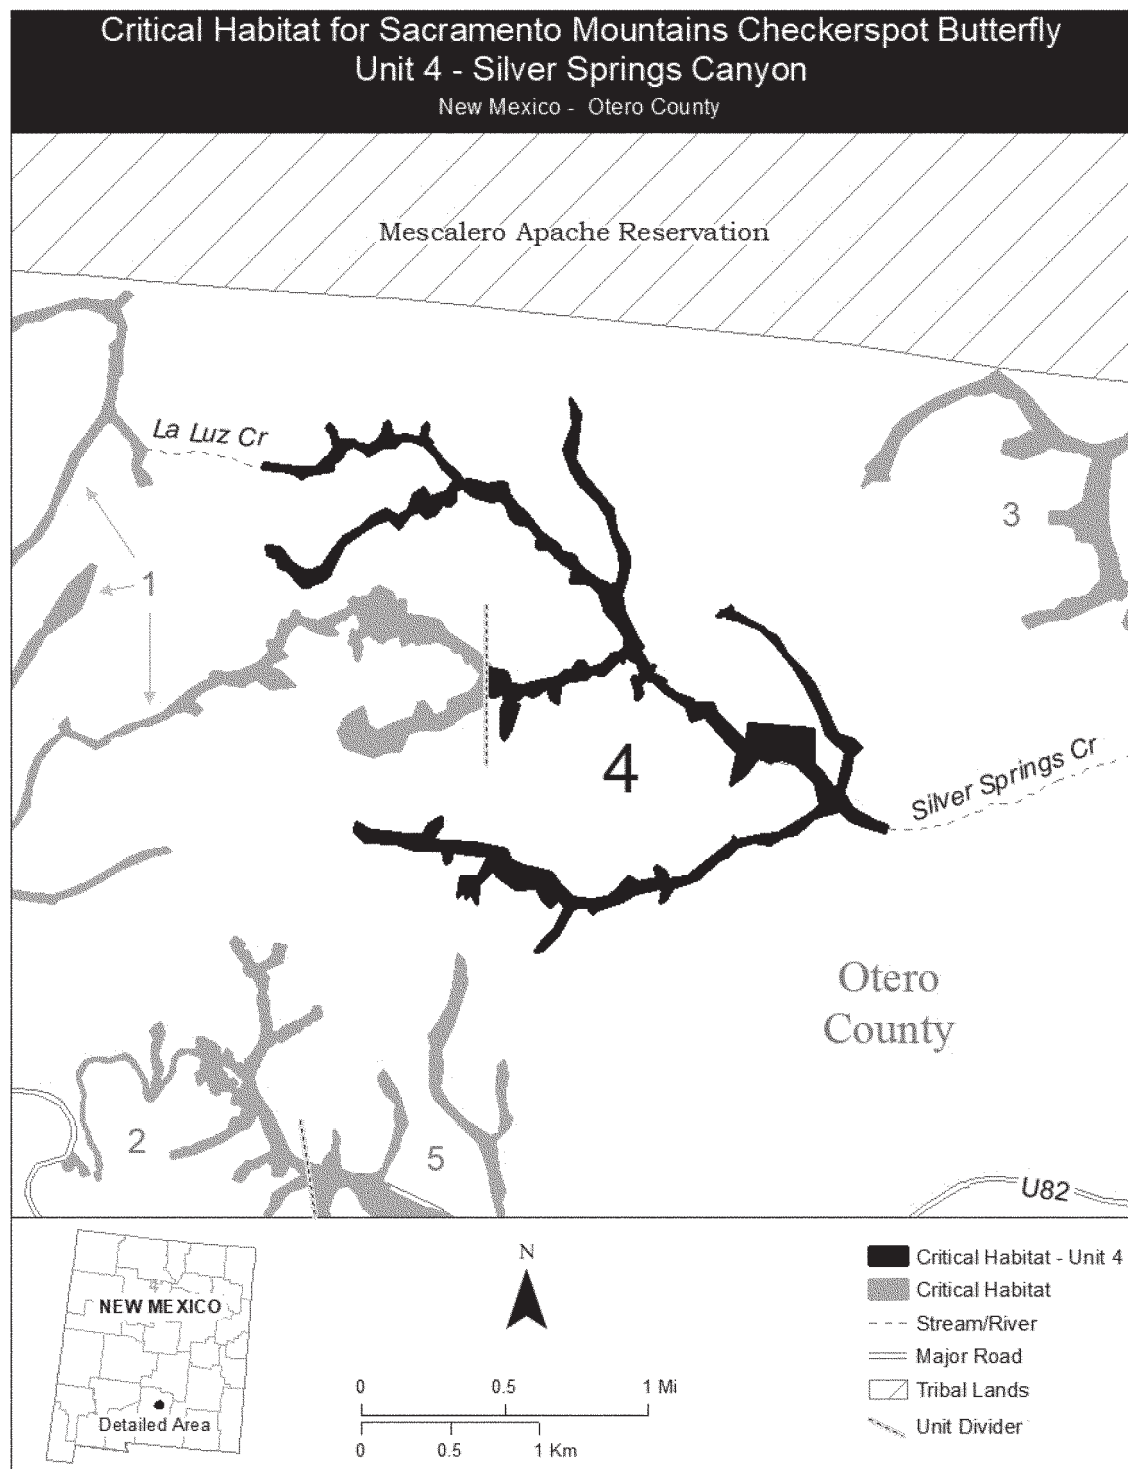 Critical Habitat for Sacramento Mountains Checkerspot Butterfly
Unit 4 - Silver Springs Canyon
New Mexico - Otero County
Mescalero Apache Reservation
La Luz Cr
3
1
4
Silver Springs Cr
Otero
County
2
5
U82
NEW MEXICO
Detailed Area
N
0 0.5 1 Mi
0 0.5 1 Km
Critical Habitat - Unit 4
Critical Habitat
Stream/River
Major Road
Tribal Lands
Unit Divider